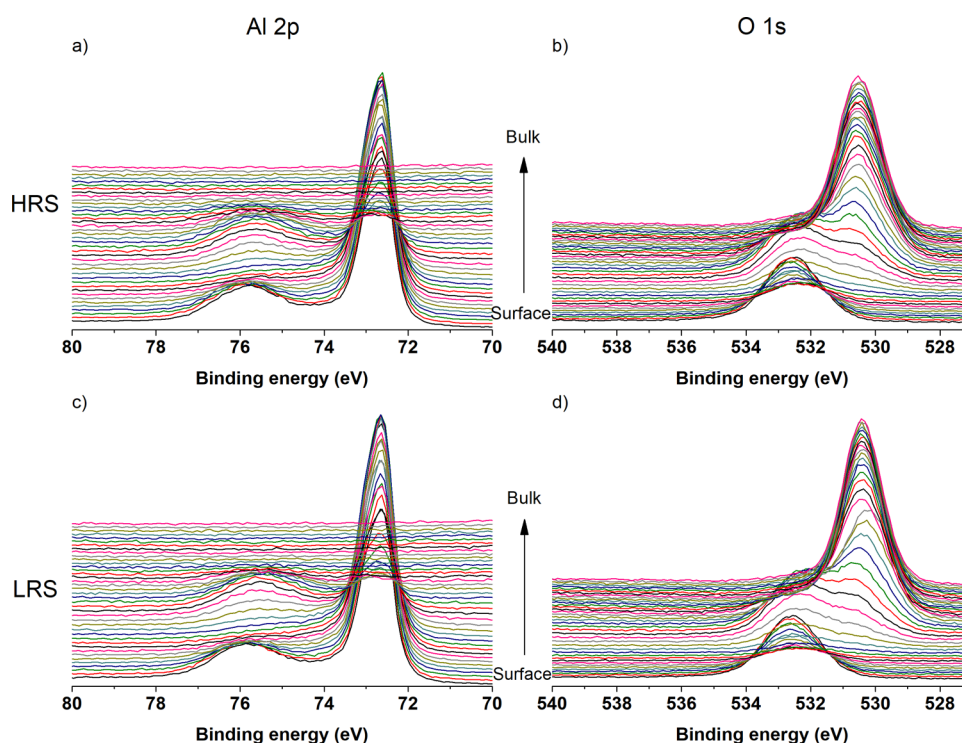 Al 2p
O 1s
a)
b)
HRS
Bulk
Surface
80 78 76 74 72 70
540 538 536 534 532 530 528
Binding energy (eV)
Binding energy (eV)
c)
d)
LRS
Bulk
Surface
80 78 76 74 72 70
540 538 536 534 532 530 528
Binding energy (eV)
Binding energy (eV)